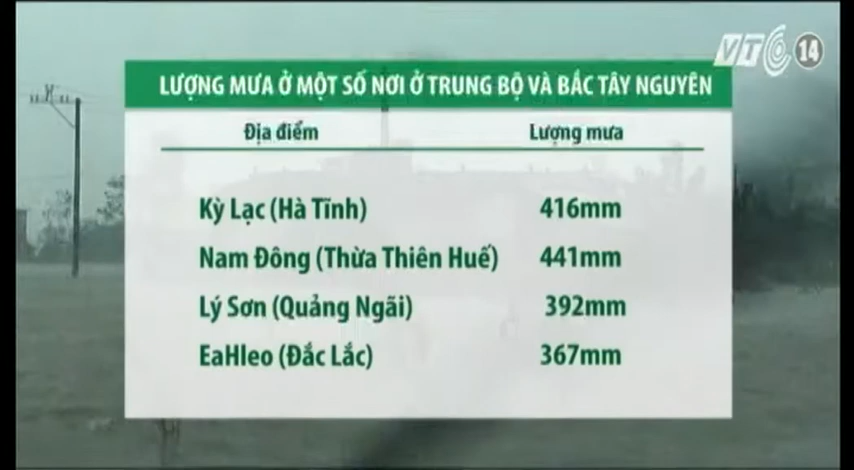 VTC 14
LƯỢNG MƯA Ở MỘT SỐ NƠI Ở TRUNG BỘ VÀ BẮC TÂY NGUYÊN
Địa điểm Lượng mưa
Kỳ Lạc (Hà Tĩnh) 416mm
Nam Đông (Thừa Thiên Huế) 441mm
Lý Sơn (Quảng Ngãi) 392mm
EaHleo (Đắc Lắc) 367mm